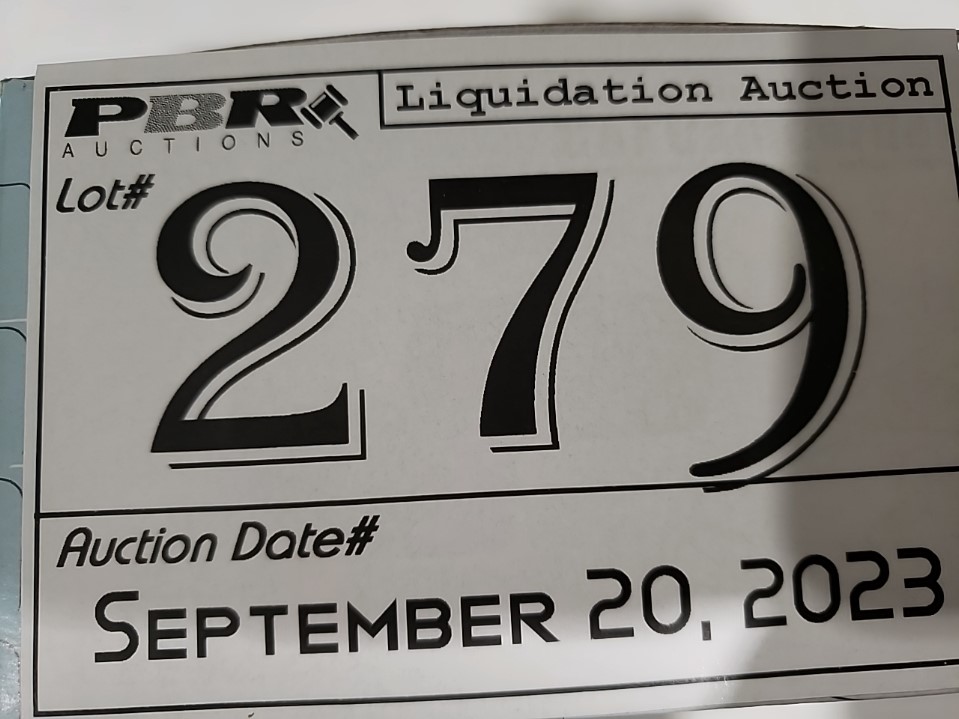 PBR
AUCTIONS
Liquidation Auction
Lot#
279
Auction Date#
September 20, 2023